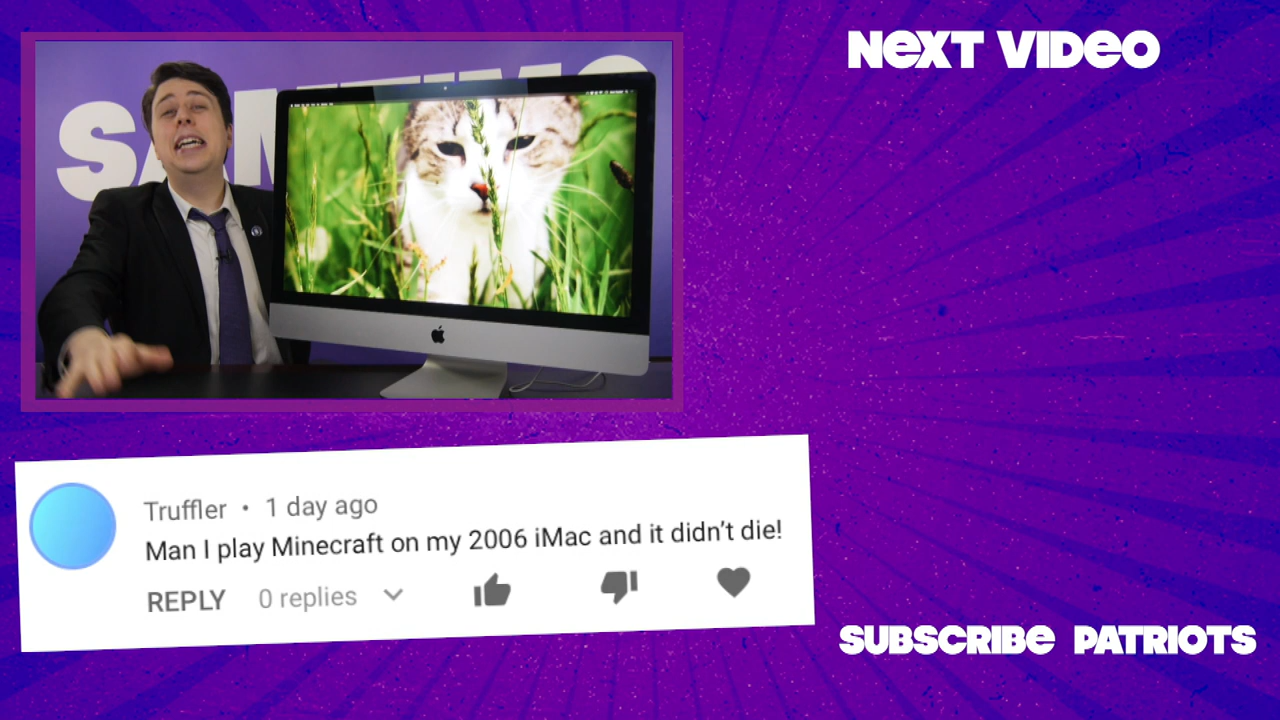 NEXT VIDEO
Truffler • 1 day ago
Man I play Minecraft on my 2006 iMac and it didn't die!
REPLY 0 replies
SUBSCRIBE PATRIOTS